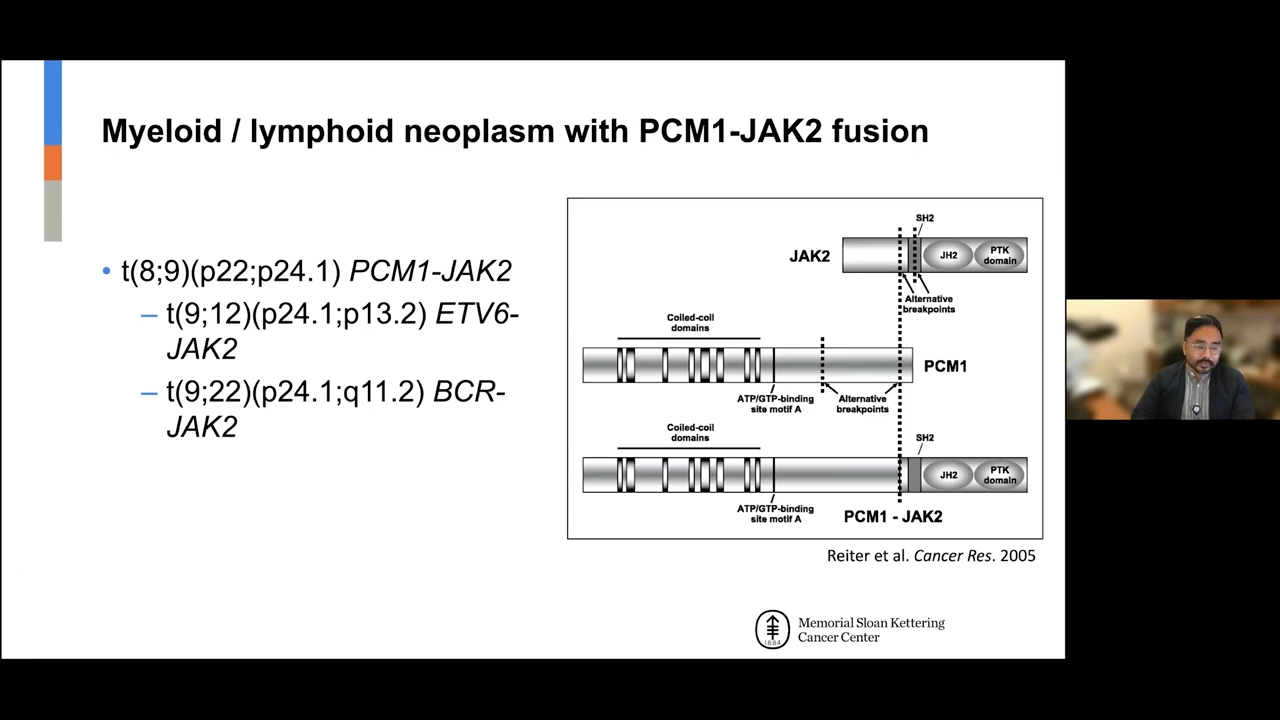 Myeloid / lymphoid neoplasm with PCM1-JAK2 fusion
• t(8;9)(p22;p24.1) PCM1-JAK2
– t(9;12)(p24.1;p13.2) ETV6-
JAK2
– t(9;22)(p24.1;q11.2) BCR-
JAK2
SH2
JAK2
JH2
PTK
domain
Alternative
breakpoints
Coiled-coil
domains
PCM1
ATP/GTP-binding
site motif A
Alternative
breakpoints
Coiled-coil
domains
SH2
JH2
PTK
domain
ATP/GTP-binding
site motif A
PCM1 - JAK2
Reiter et al. Cancer Res. 2005
1884
Memorial Sloan Kettering
Cancer Center